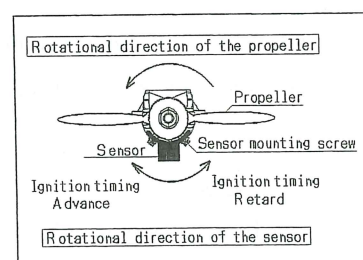 Rotational direction of the propeller
Propeller
Sensor
Sensor mounting screw
Ignition timing
Advance
Ignition timing
Retard
Rotational direction of the sensor